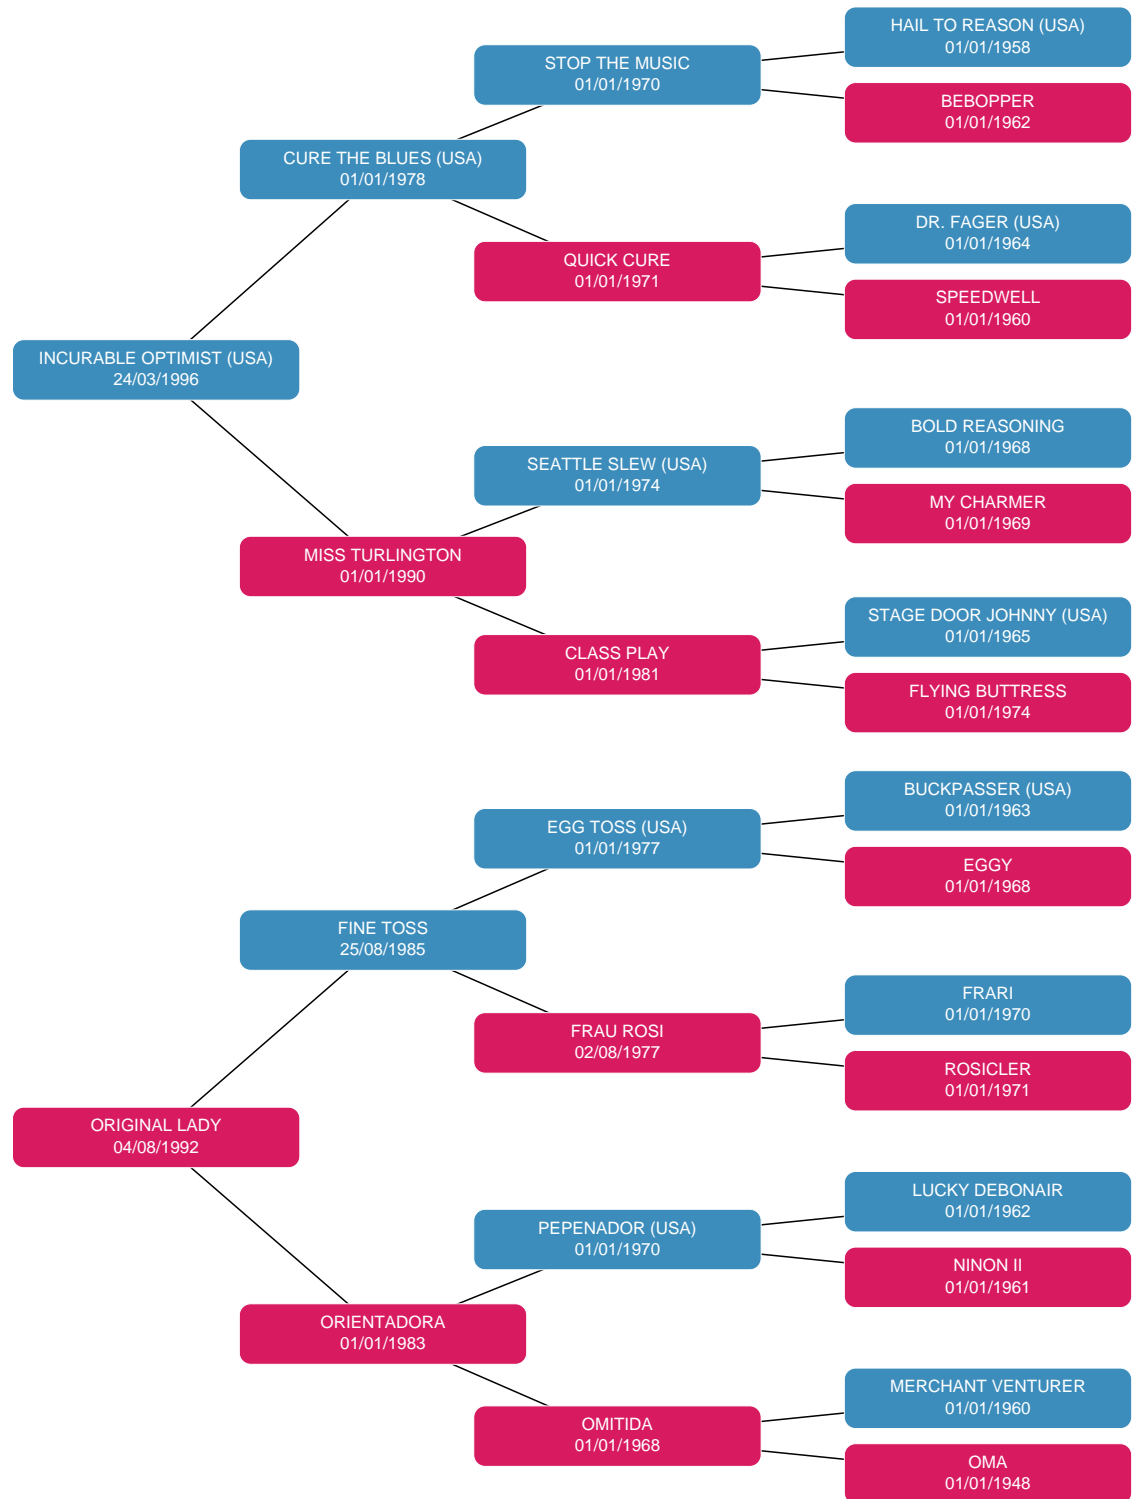 HAIL TO REASON (USA)
01/01/1958
STOP THE MUSIC
01/01/1970
BEBOPPER
01/01/1962
CURE THE BLUES (USA)
01/01/1978
DR. FAGER (USA)
01/01/1964
QUICK CURE
01/01/1971
SPEEDWELL
01/01/1960
INCURABLE OPTIMIST (USA)
24/03/1996
BOLD REASONING
01/01/1968
SEATTLE SLEW (USA)
01/01/1974
MY CHARMER
01/01/1969
MISS TURLINGTON
01/01/1990
STAGE DOOR JOHNNY (USA)
01/01/1965
CLASS PLAY
01/01/1981
FLYING BUTTRESS
01/01/1974
BUCKPASSER (USA)
01/01/1963
EGG TOSS (USA)
01/01/1977
EGGY
01/01/1968
FINE TOSS
25/08/1985
FRARI
01/01/1970
FRAU ROSI
02/08/1977
ROSICLER
01/01/1971
ORIGINAL LADY
04/08/1992
LUCKY DEBONAIR
01/01/1962
PEPENADOR (USA)
01/01/1970
NINON II
01/01/1961
ORIENTADORA
01/01/1983
MERCHANT VENTURER
01/01/1960
OMITIDA
01/01/1968
OMA
01/01/1948